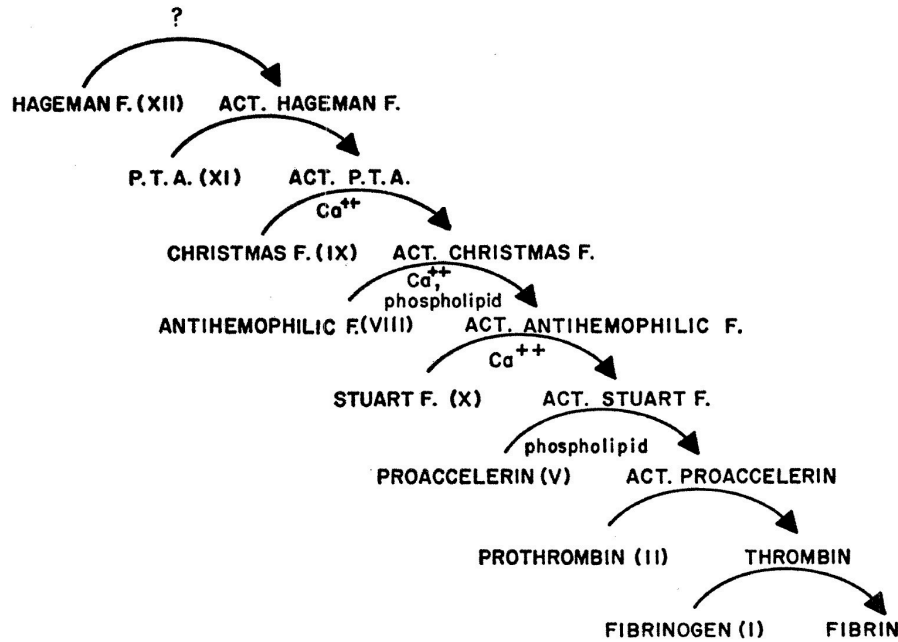 ?
HAGEMAN F. (XII) ACT. HAGEMAN F.
P. T. A. (XI) ACT. P.T.A.
Ca++
CHRISTMAS F. (IX) ACT. CHRISTMAS F.
Ca++,
phospholipid
ANTIHEMOPHILIC F.(VIII) ACT. ANTIHEMOPHILIC F.
Ca++
STUART F. (X) ACT. STUART F.
phospholipid
PROACCELERIN (V) ACT. PROACCELERIN
PROTHROMBIN (II) THROMBIN
FIBRINOGEN (I) FIBRIN